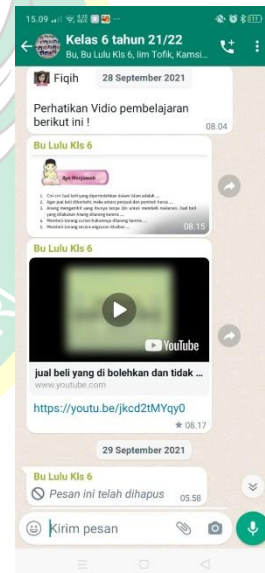 15.09
Kelas 6 tahun 21/22
Bu, Bu Lulu Kls 6, Iim Tofik, Kamsi...
Fiqih
28 September 2021
Perhatikan Vidio pembelajaran
berikut ini !
08.04
Bu Lulu Kls 6
Ayo Menjawab
08.15
Bu Lulu Kls 6
YouTube
jual beli yang di bolehkan dan tidak ...
www.youtube.com
https://youtu.be/jkcd2tMYqy0
08.17
29 September 2021
Bu Lulu Kls 6
Pesan ini telah dihapus
05.58
Kirim pesan